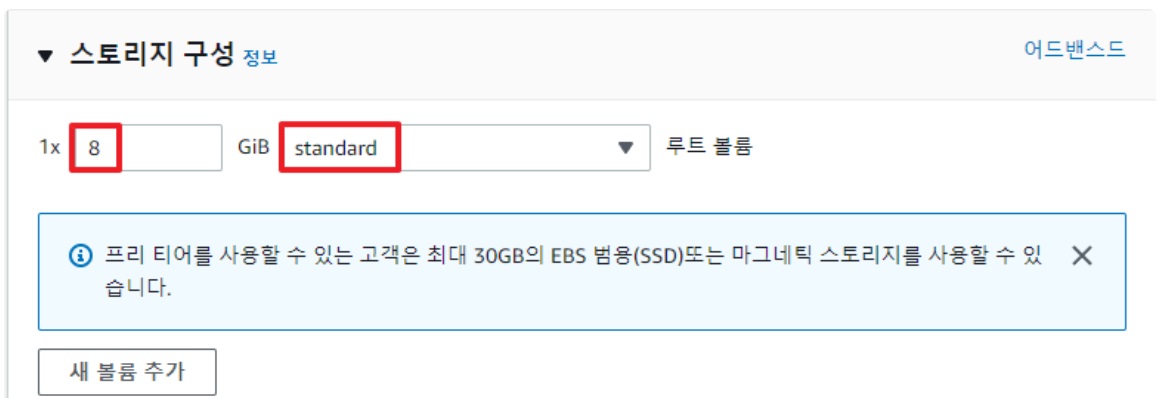 ▼ 스토리지 구성 정보 어드밴스드
1x 8 GiB standard ▼ 루트 볼륨
프리 티어를 사용할 수 있는 고객은 최대 30GB의 EBS 범용(SSD)또는 마그네틱 스토리지를 사용할 수 있
습니다.
새 볼륨 추가